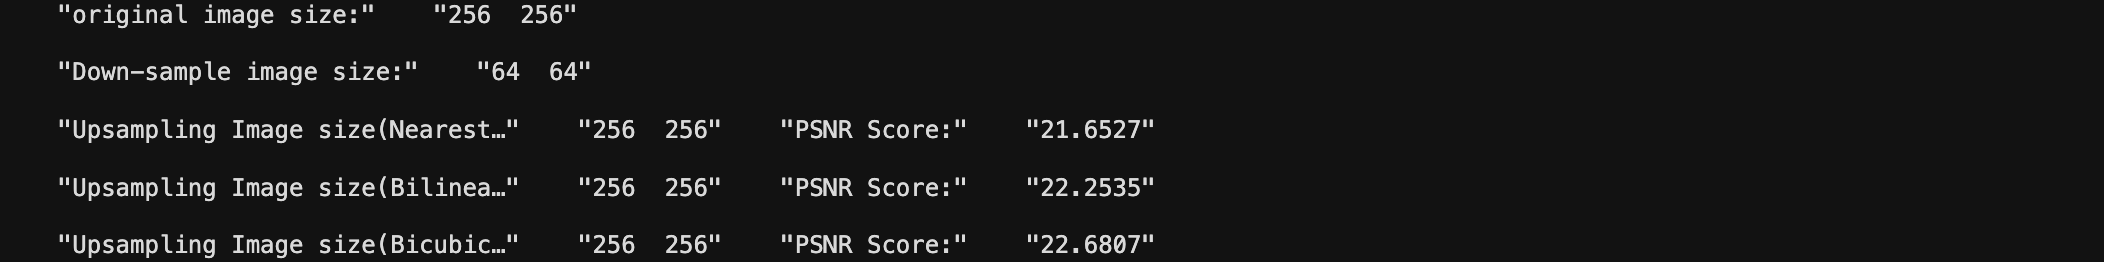 "original image size:"    "256  256"
"Down-sample image size:"    "64  64"
"Upsampling Image size(Nearest…"    "256  256"    "PSNR Score:"    "21.6527"
"Upsampling Image size(Bilinea…"    "256  256"    "PSNR Score:"    "22.2535"
"Upsampling Image size(Bicubic…"    "256  256"    "PSNR Score:"    "22.6807"